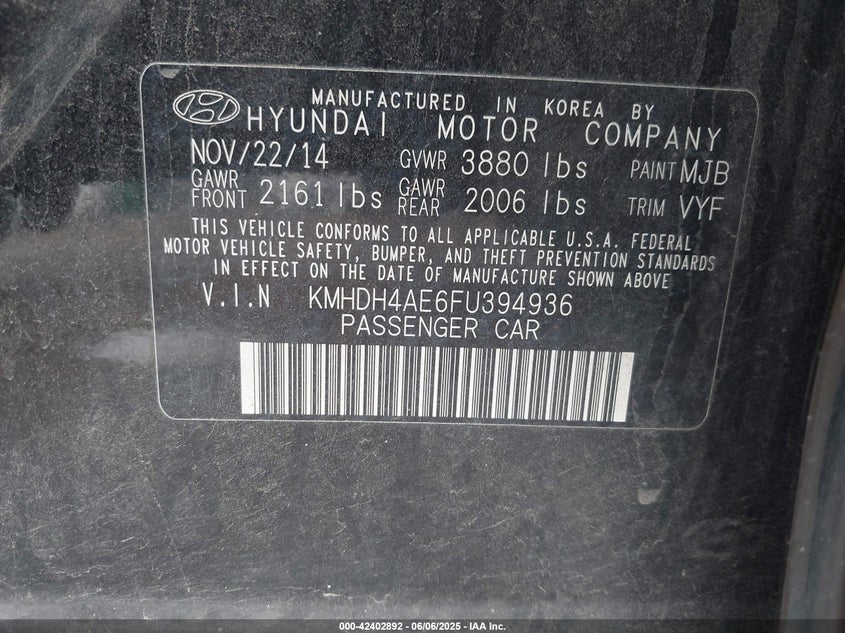 MANUFACTURED IN KOREA BY
HYUNDAI MOTOR COMPANY
NOV/22/14 GVWR 3880 lbs PAINT MJB
GAWR FRONT 2161 lbs GAWR REAR 2006 lbs TRIM VYF
THIS VEHICLE CONFORMS TO ALL APPLICABLE U.S.A. FEDERAL
MOTOR VEHICLE SAFETY, BUMPER, AND THEFT PREVENTION STANDARDS
IN EFFECT ON THE DATE OF MANUFACTURE SHOWN ABOVE
V.I.N KMHDH4AE6FU394936
PASSENGER CAR
000-42402892 - 06/06/2025 - IAA Inc.